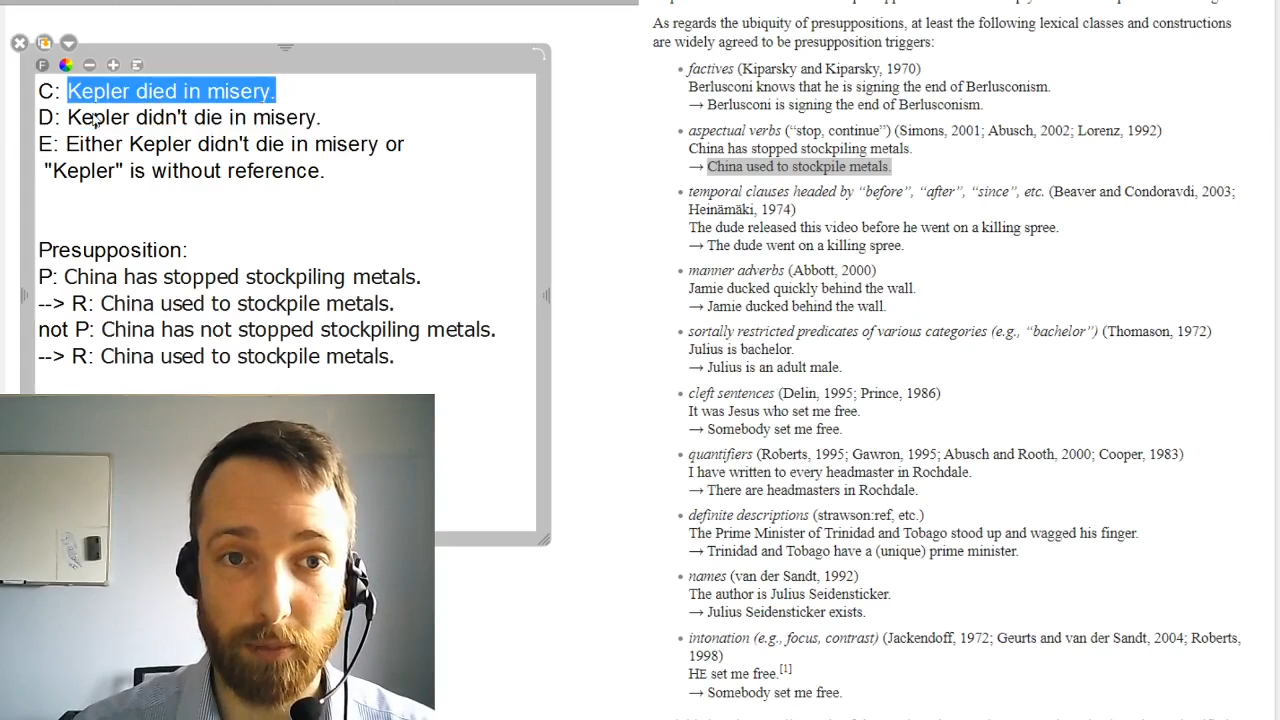 C: Kepler died in misery.
D: Kepler didn't die in misery.
E: Either Kepler didn't die in misery or
"Kepler" is without reference.
Presupposition:
P: China has stopped stockpiling metals.
--> R: China used to stockpile metals.
not P: China has not stopped stockpiling metals.
--> R: China used to stockpile metals.
As regards the ubiquity of presuppositions, at least the following lexical classes and constructions
are widely agreed to be presupposition triggers:
• factives (Kiparsky and Kiparsky, 1970)
Berlusconi knows that he is signing the end of Berlusconism.
→ Berlusconi is signing the end of Berlusconism.
• aspectual verbs (“stop, continue”) (Simons, 2001; Abusch, 2002; Lorenz, 1992)
China has stopped stockpiling metals.
→ China used to stockpile metals.
• temporal clauses headed by “before”, “after”, “since”, etc. (Beaver and Condoravdi, 2003;
Heinämäki, 1974)
The dude released this video before he went on a killing spree.
→ The dude went on a killing spree.
• manner adverbs (Abbott, 2000)
Jamie ducked quickly behind the wall.
→ Jamie ducked behind the wall.
• sortally restricted predicates of various categories (e.g., “bachelor”) (Thomason, 1972)
Julius is bachelor.
→ Julius is an adult male.
• cleft sentences (Delin, 1995; Prince, 1986)
It was Jesus who set me free.
→ Somebody set me free.
• quantifiers (Roberts, 1995; Gawron, 1995; Abusch and Rooth, 2000; Cooper, 1983)
I have written to every headmaster in Rochdale.
→ There are headmasters in Rochdale.
• definite descriptions (strawson:ref, etc.)
The Prime Minister of Trinidad and Tobago stood up and wagged his finger.
→ Trinidad and Tobago have a (unique) prime minister.
• names (van der Sandt, 1992)
The author is Julius Seidensticker.
→ Julius Seidensticker exists.
• intonation (e.g., focus, contrast) (Jackendoff, 1972; Geurts and van der Sandt, 2004; Roberts,
1998)
HE set me free.[1]
→ Somebody set me free.